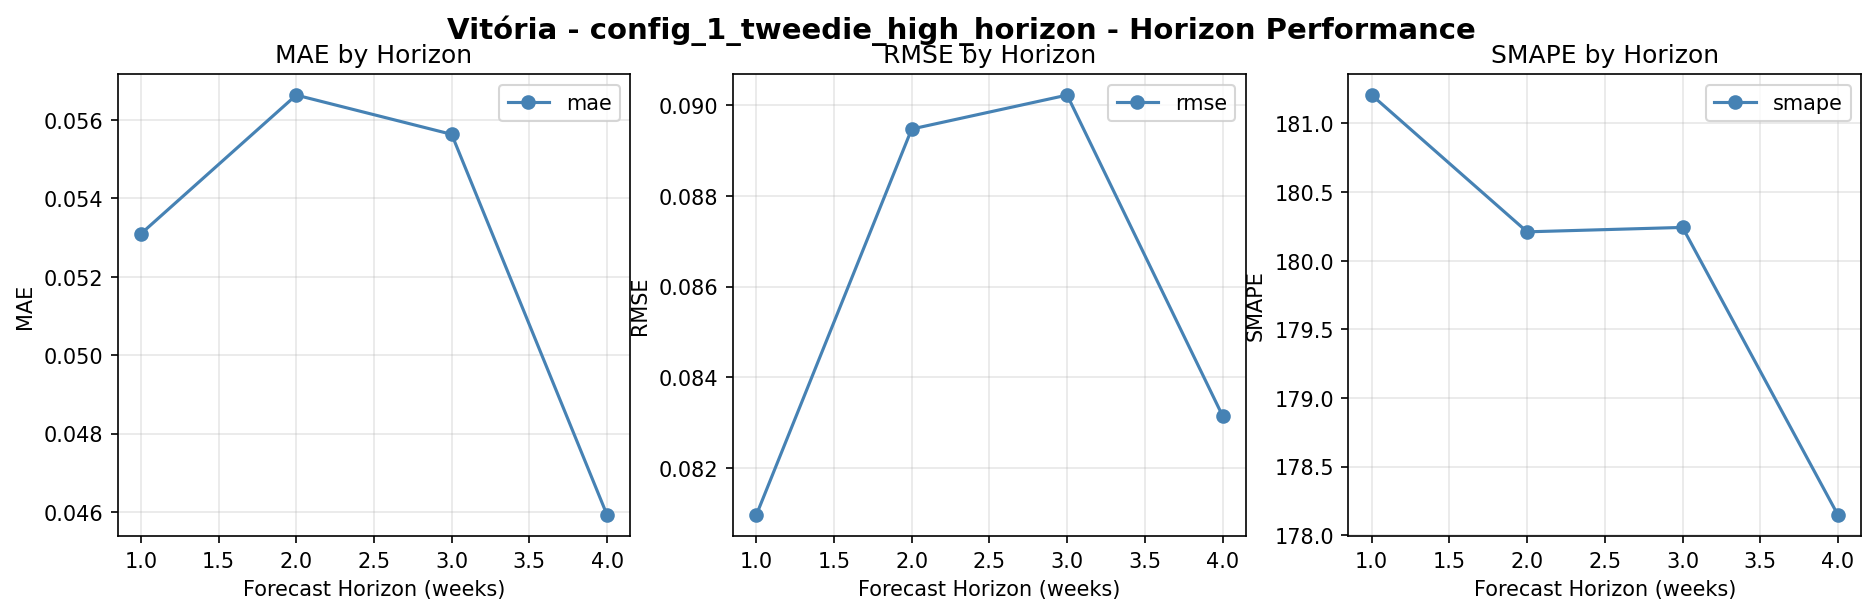 Vitória - config_1_tweedie_high_horizon - Horizon Performance
MAE by Horizon
mae
MAE
0.056
0.054
0.052
0.050
0.048
0.046
1.0 1.5 2.0 2.5 3.0 3.5 4.0
Forecast Horizon (weeks)
RMSE by Horizon
rmse
RMSE
0.090
0.088
0.086
0.084
0.082
1.0 1.5 2.0 2.5 3.0 3.5 4.0
Forecast Horizon (weeks)
SMAPE by Horizon
smape
SMAPE
181.0
180.5
180.0
179.5
179.0
178.5
178.0
1.0 1.5 2.0 2.5 3.0 3.5 4.0
Forecast Horizon (weeks)